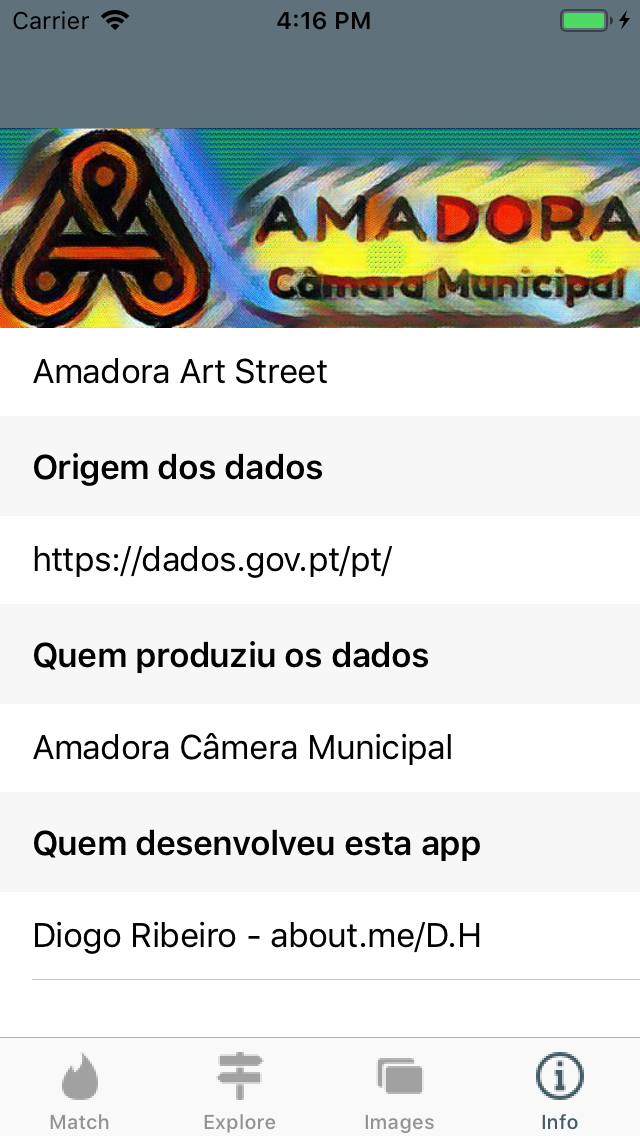 Carrier
4:16 PM
AMADORA
Câmara Municipal
Amadora Art Street
Origem dos dados
https://dados.gov.pt/pt/
Quem produziu os dados
Amadora Câmera Municipal
Quem desenvolveu esta app
Diogo Ribeiro - about.me/D.H
Match
Explore
Images
Info